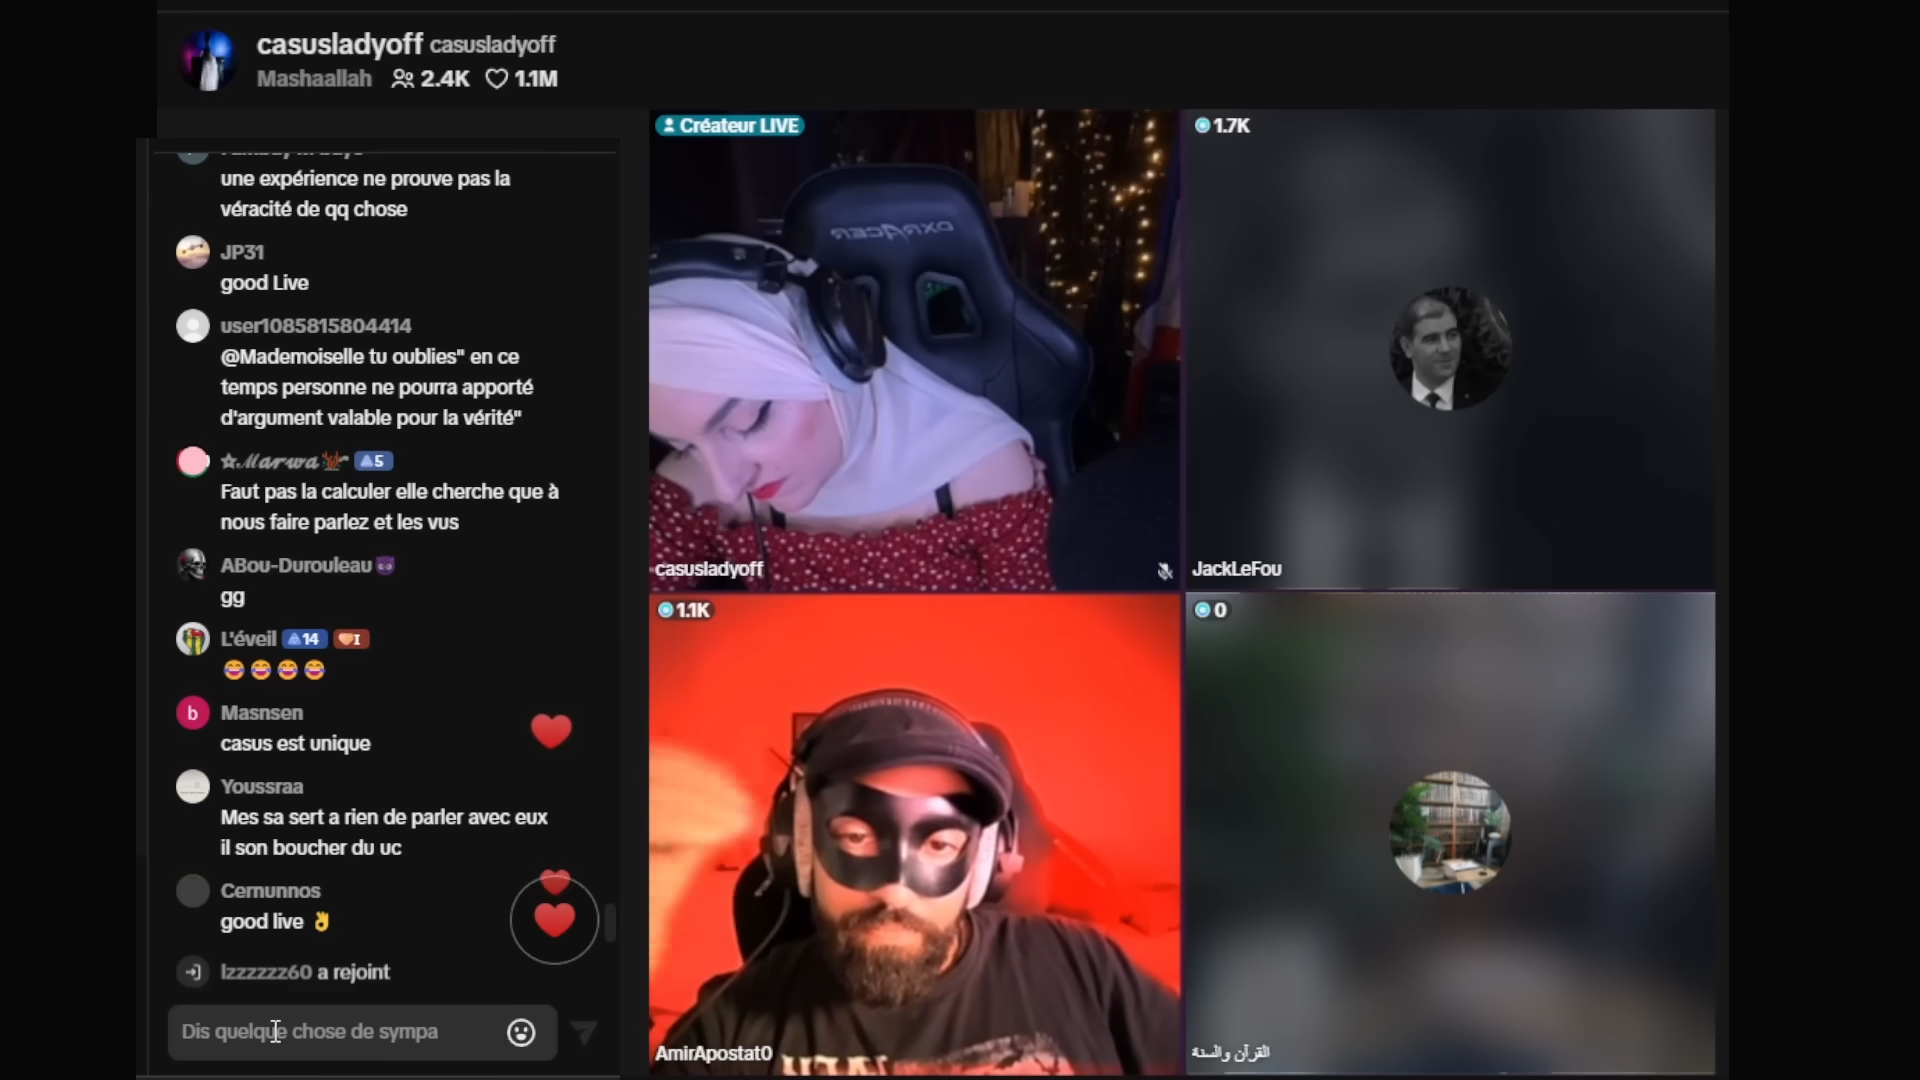 casusladyoff casusladyoff
Mashaallah 2.4K 1.1M
une expérience ne prouve pas la
véracité de qq chose
JP31
good Live
user1085815804414
@Mademoiselle tu oublies" en ce
temps personne ne pourra apporté
d'argument valable pour la vérité"
☆𝓜𝓪𝓻𝔀𝓪 5
Faut pas la calculer elle cherche que à
nous faire parlez et les vus
ABou-Durouleau😈
gg
L'éveil 14 I
😂😂😂😂
b Masnsen
casus est unique
Youssraa
Mes sa sert a rien de parler avec eux
il son boucher du uc
Cernunnos
good live 👌
lzzzzzz60 a rejoint
Dis quelque chose de sympa
Créateur LIVE
DXRACER
casusladyoff
1.7K
JackLeFou
1.1K
AmirApostat0
0
القرآن والسنة